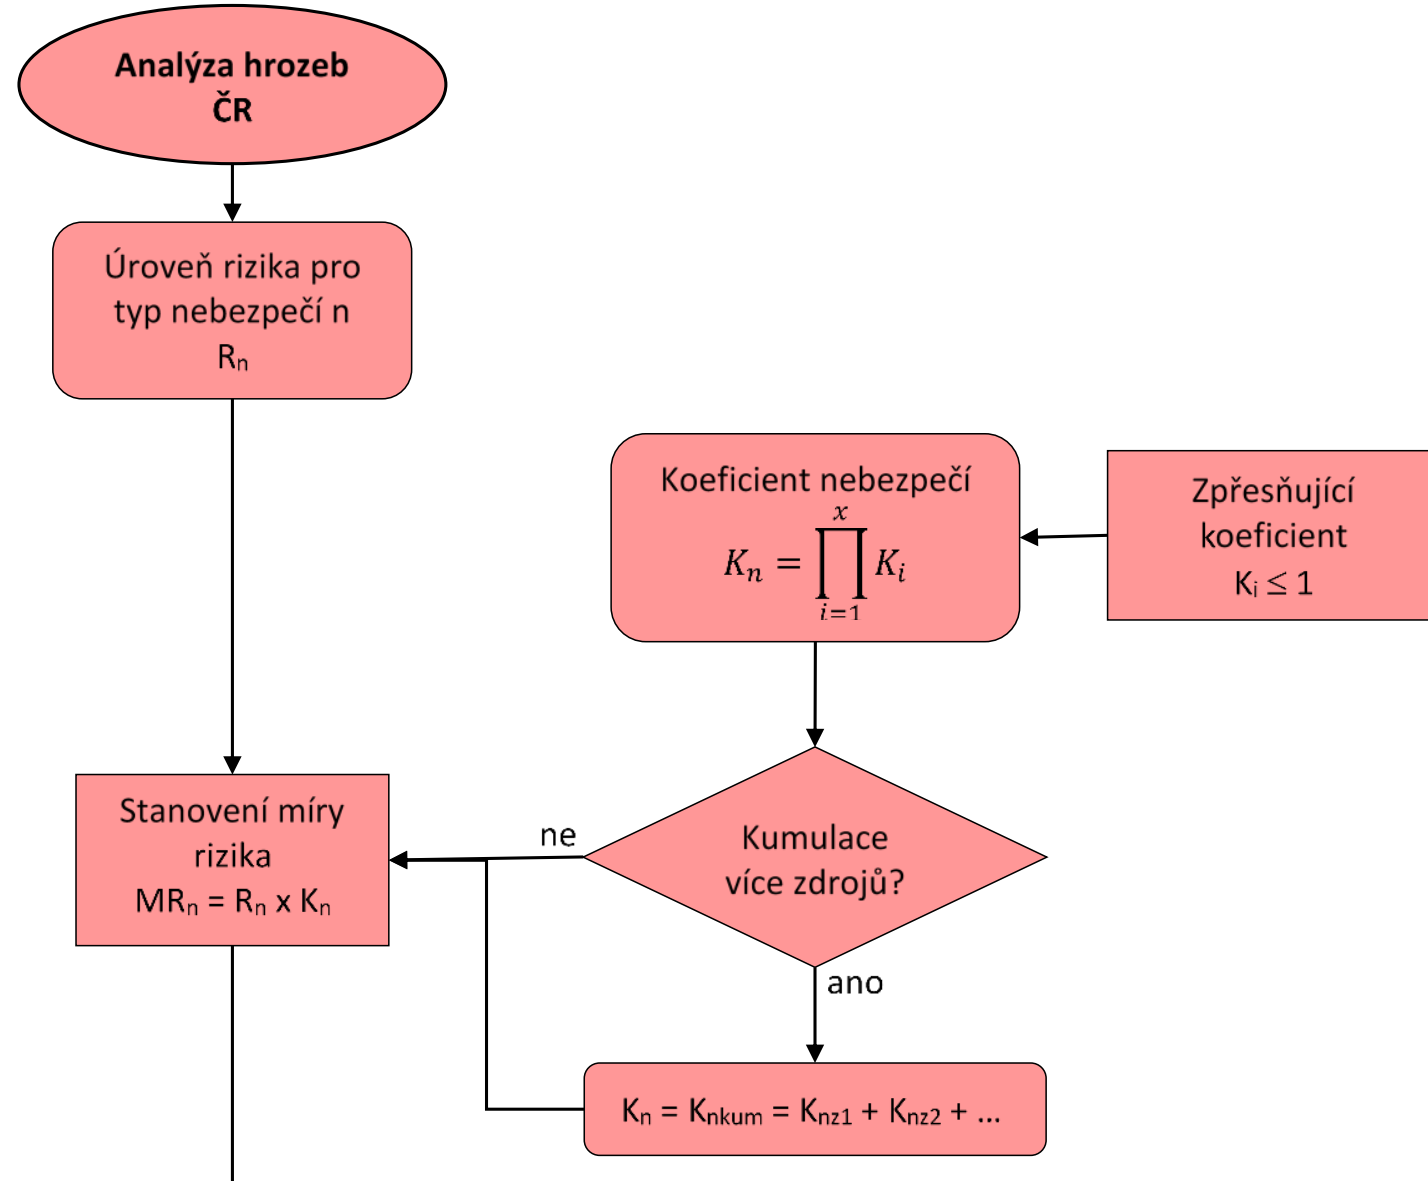 Analýza hrozeb
ČR
Úroveň rizika pro
typ nebezpečí n
Rₙ
Koeficient nebezpečí
x
Kₙ = ∏ Kᵢ
i=1
Zpřesňující
koeficient
Kᵢ ≤ 1
Stanovení míry
rizika
MRₙ = Rₙ x Kₙ
ne
Kumulace
více zdrojů?
ano
Kₙ = Kₙₖᵤₘ = Kₙz₁ + Kₙz₂ + ...